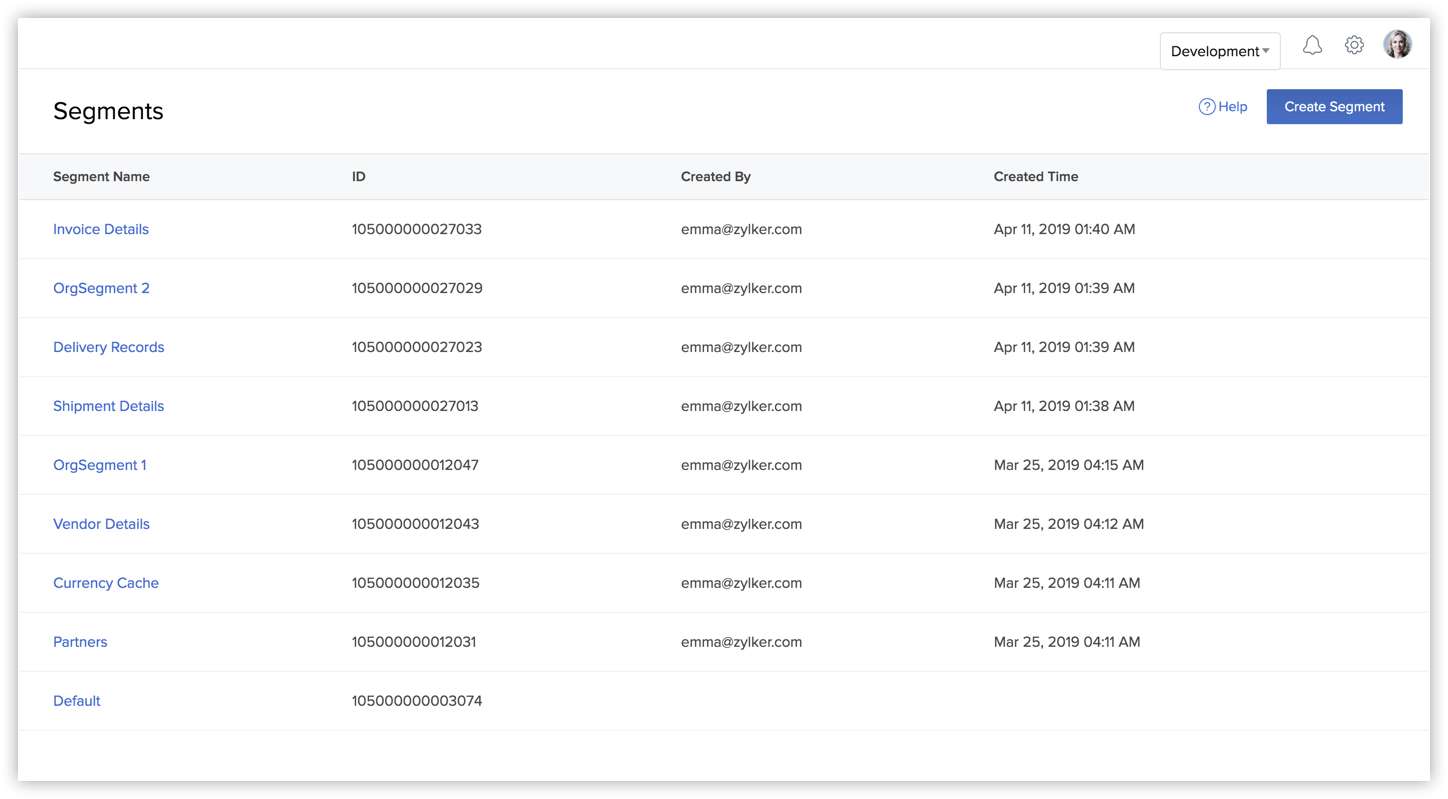 Development
Segments
? Help
Create Segment
Segment Name ID Created By Created Time
Invoice Details 105000000027033 emma@zylker.com Apr 11, 2019 01:40 AM
OrgSegment 2 105000000027029 emma@zylker.com Apr 11, 2019 01:39 AM
Delivery Records 105000000027023 emma@zylker.com Apr 11, 2019 01:39 AM
Shipment Details 105000000027013 emma@zylker.com Apr 11, 2019 01:38 AM
OrgSegment 1 105000000012047 emma@zylker.com Mar 25, 2019 04:15 AM
Vendor Details 105000000012043 emma@zylker.com Mar 25, 2019 04:12 AM
Currency Cache 105000000012035 emma@zylker.com Mar 25, 2019 04:11 AM
Partners 105000000012031 emma@zylker.com Mar 25, 2019 04:11 AM
Default 105000000003074